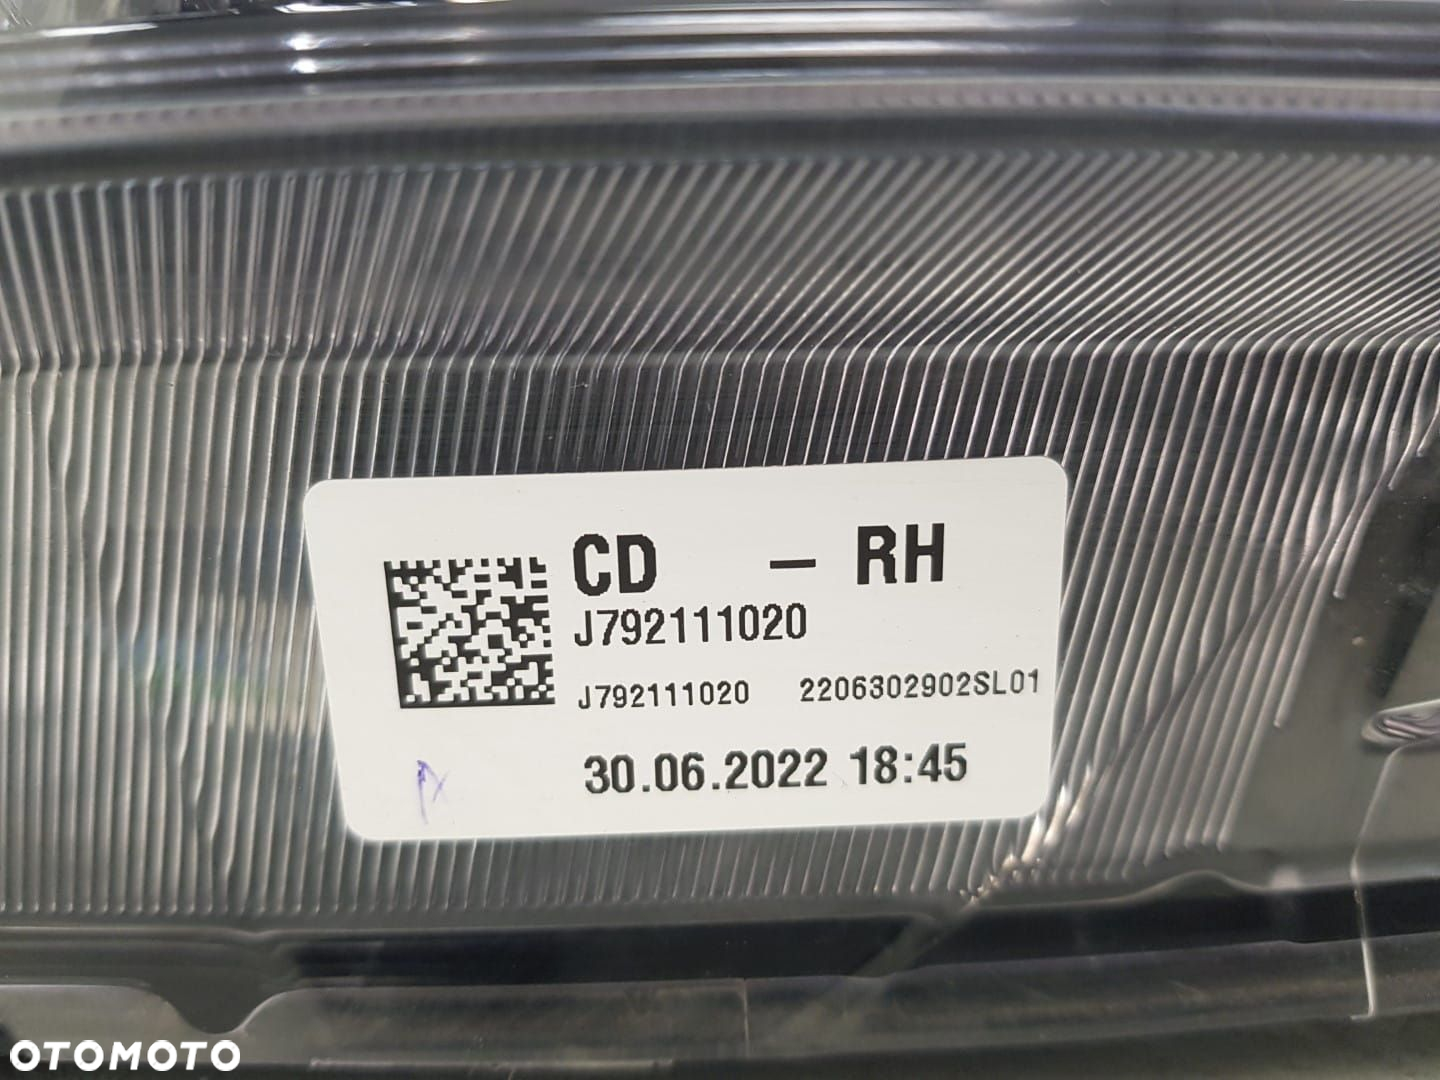 CD – RH
J792111020
J792111020 2206302902SL01
30.06.2022 18:45
OTOMOTO